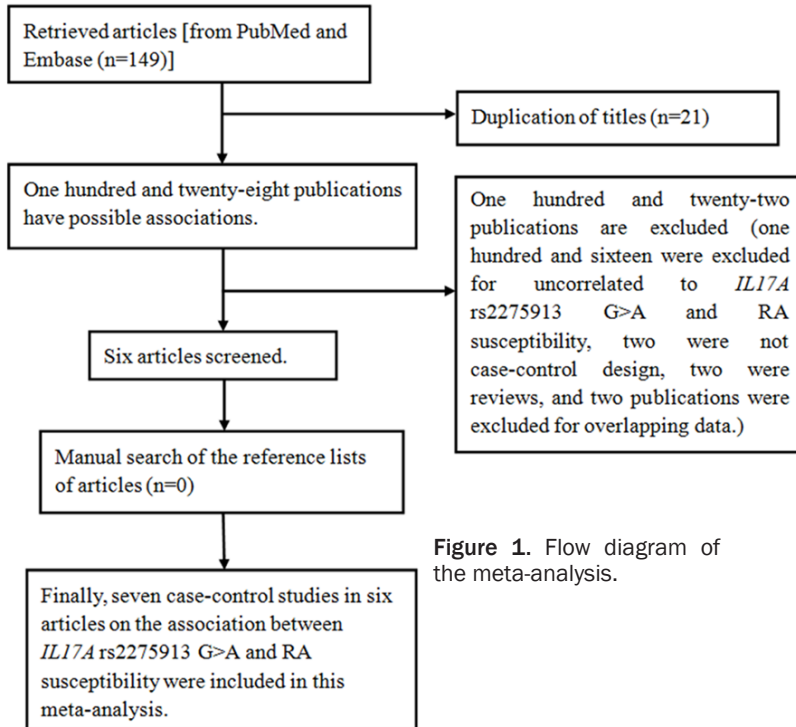 Retrieved articles [from PubMed and
Embase (n=149)]
Duplication of titles (n=21)
One hundred and twenty-eight publications
have possible associations.
One hundred and twenty-two
publications are excluded (one
hundred and sixteen were excluded
for uncorrelated to IL17A
rs2275913 G>A and RA
susceptibility, two were not
case-control design, two were
reviews, and two publications were
excluded for overlapping data.)
Six articles screened.
Manual search of the reference lists
of articles (n=0)
Finally, seven case-control studies in six
articles on the association between
IL17A rs2275913 G>A and RA
susceptibility were included in this
meta-analysis.
Figure 1. Flow diagram of
the meta-analysis.